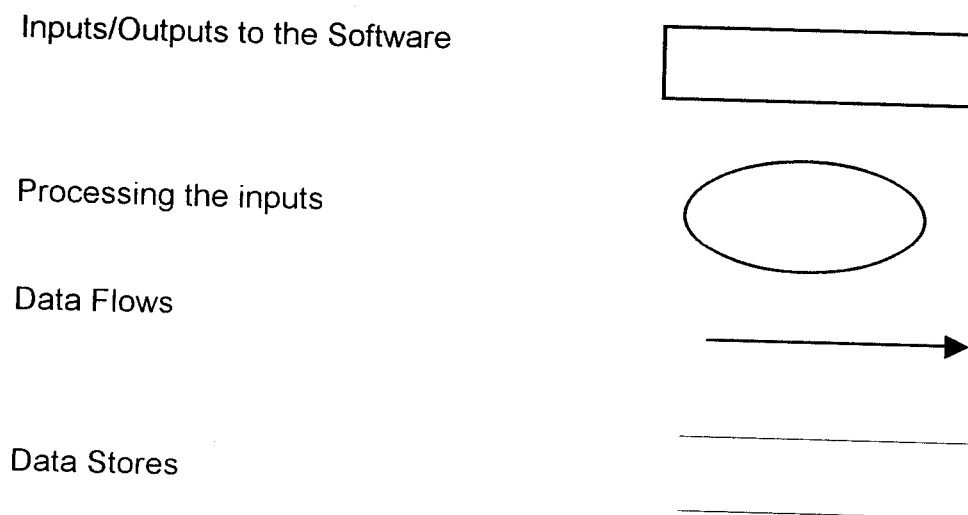 Inputs/Outputs to the Software
Processing the inputs
Data Flows
Data Stores